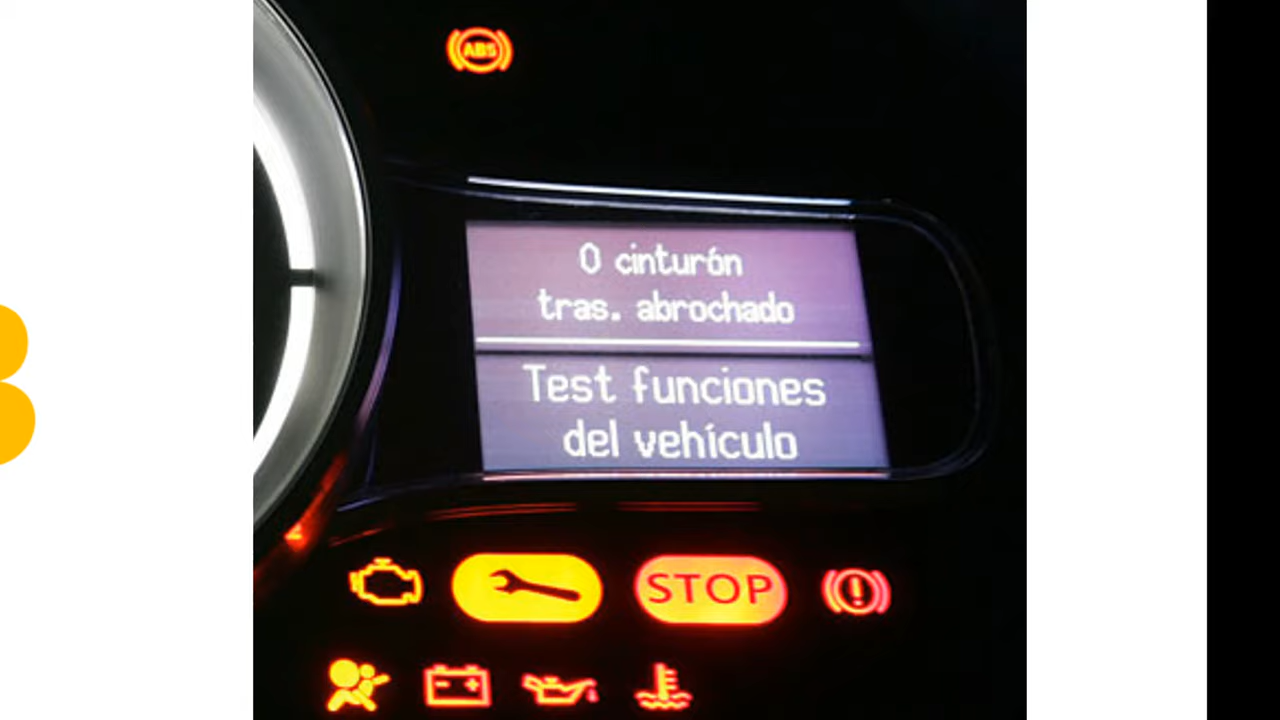 ABS
0 cinturón
tras. abrochado
Test funciones
del vehículo
STOP